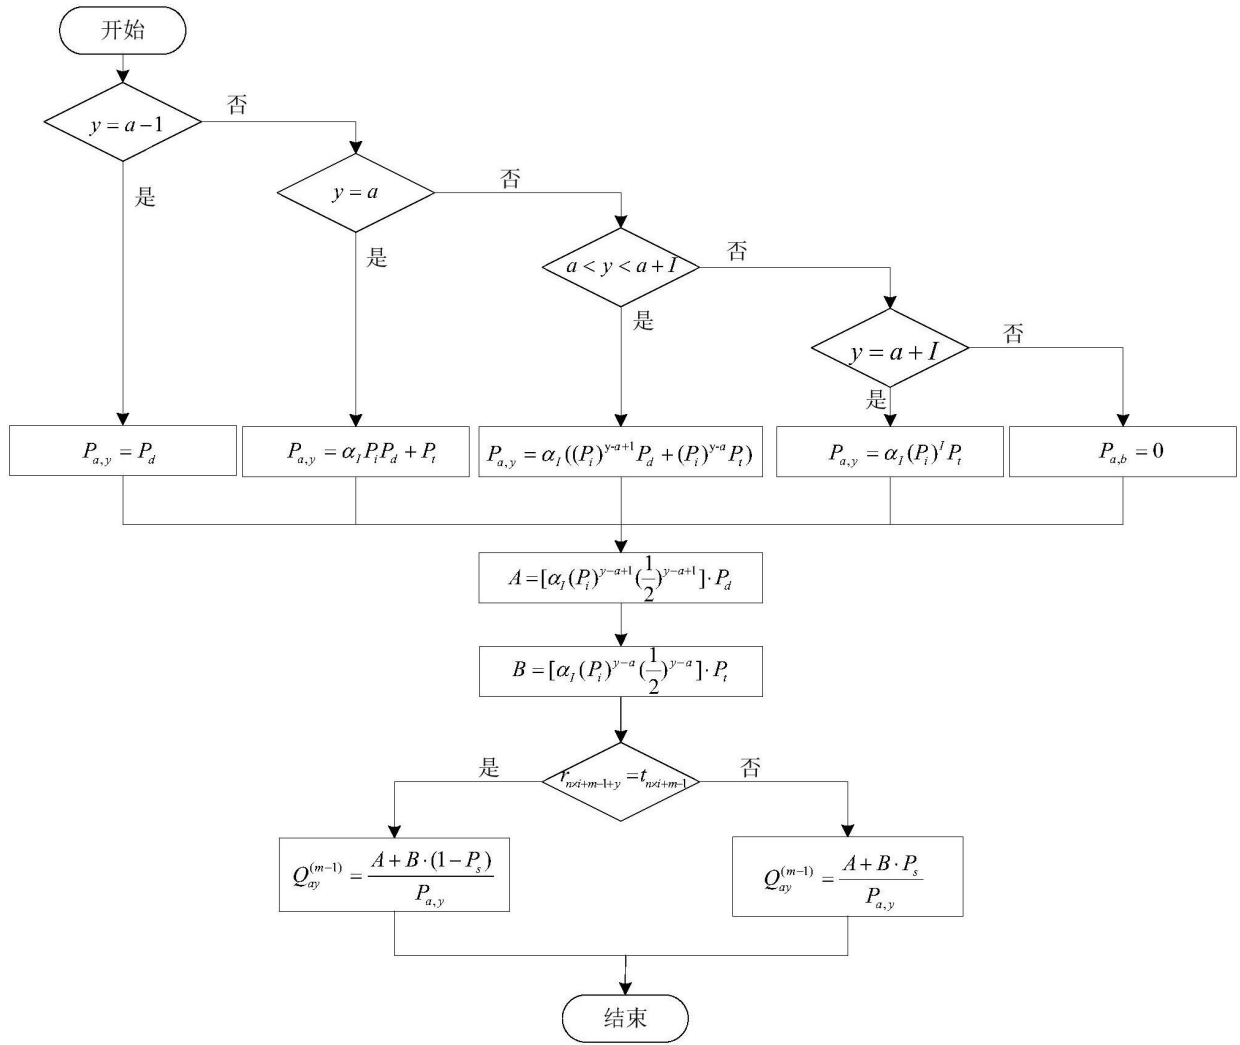 开始
y = a − 1
否
是
y = a
否
是
a < y < a + I
否
是
y = a + I
否
是
P_{a,y} = P_d
P_{a,y} = α_I P_i P_d + P_t
P_{a,y} = α_I((P_i)^{y-a+1} P_d + (P_i)^{y-a} P_t)
P_{a,y} = α_I (P_i)^I P_t
P_{a,b} = 0
A = [α_I (P_i)^{y−a+1} (1/2)^{y−a+1}] · P_d
B = [α_I (P_i)^{y−a} (1/2)^{y−a}] · P_t
是
r_{n×i+m−1+y} = t_{n×i+m−1}
否
Q_{ay}^{(m−1)} = (A + B · (1 − P_s)) / P_{a,y}
Q_{ay}^{(m−1)} = (A + B · P_s) / P_{a,y}
结束